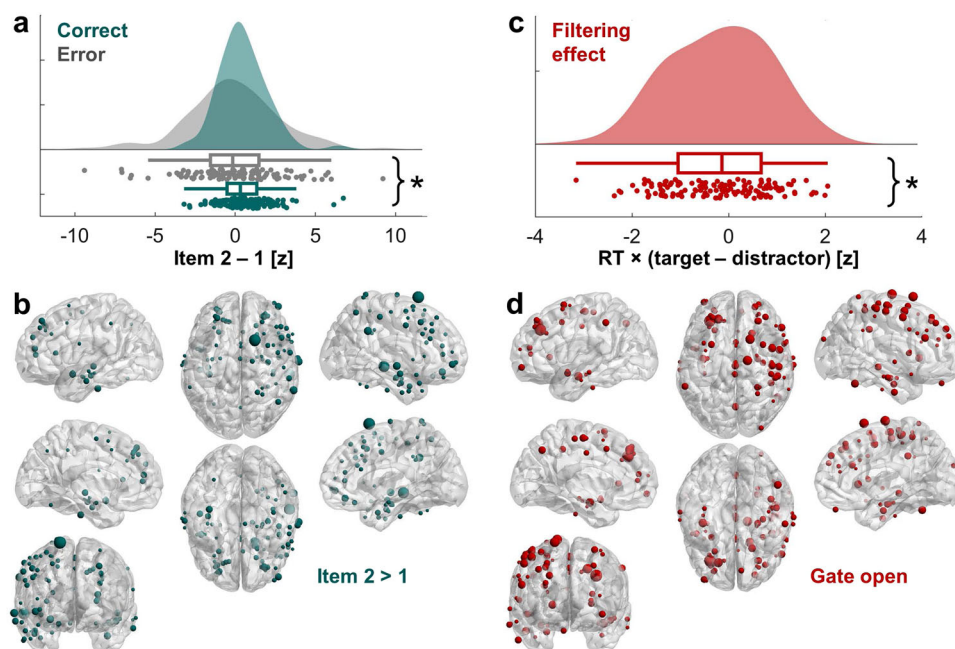 a
Correct
Error
*
-10 -5 0 5 10
Item 2 – 1 [z]
c
Filtering
effect
*
-4 -2 0 2 4
RT × (target – distractor) [z]
b
Item 2 > 1
d
Gate open